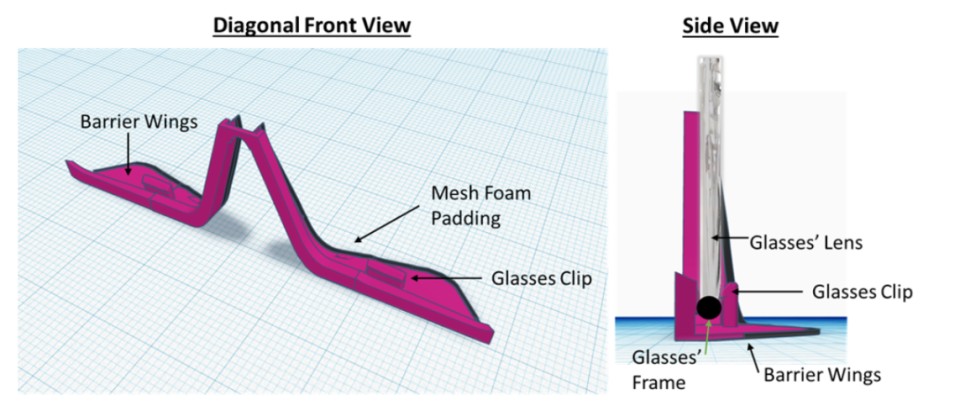 Diagonal Front View
Side View
Barrier Wings
Mesh Foam
Padding
Glasses Clip
Glasses' Lens
Glasses Clip
Glasses'
Frame
Barrier Wings